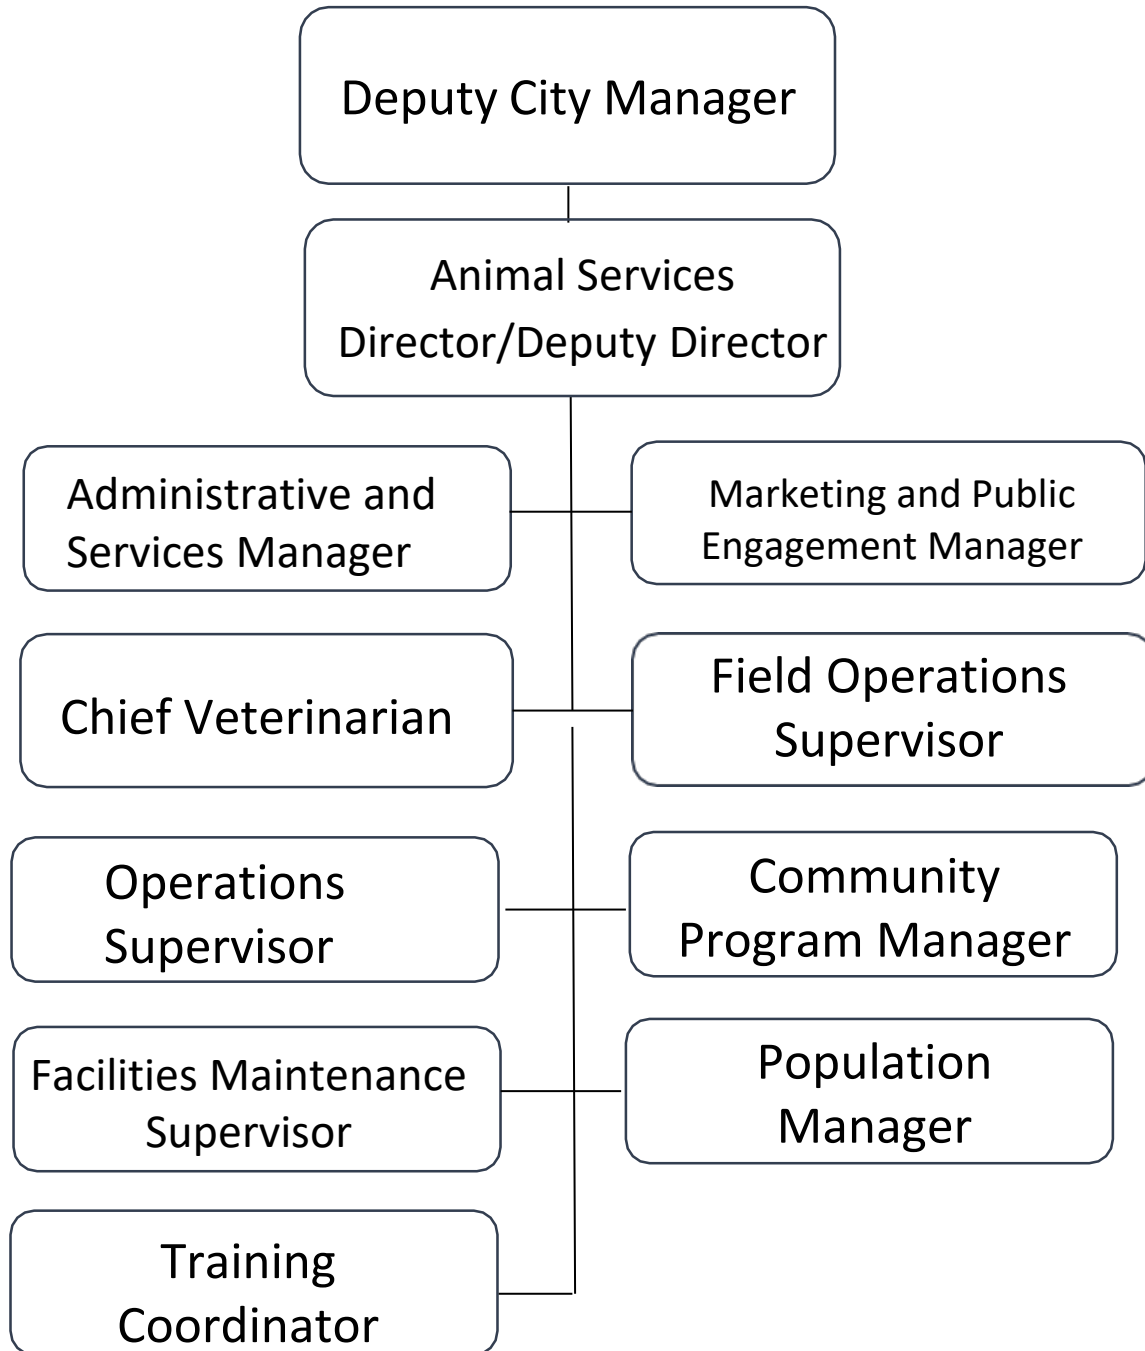 Deputy City Manager
Animal Services
Director/Deputy Director
Administrative and
Services Manager
Marketing and Public
Engagement Manager
Chief Veterinarian
Field Operations
Supervisor
Operations
Supervisor
Community
Program Manager
Facilities Maintenance
Supervisor
Population
Manager
Training
Coordinator